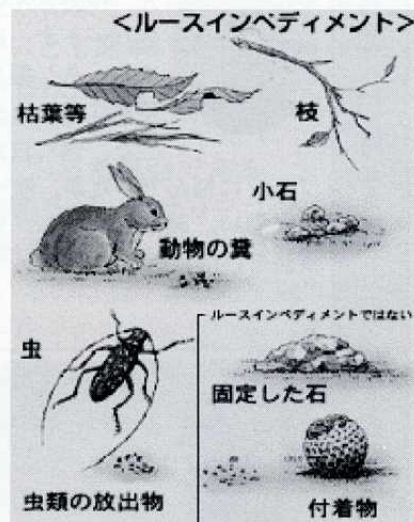 <ルースインペディメント>
枯葉等
枝
小石
動物の糞
虫
ルースインペディメントではない
固定した石
虫類の放出物
付着物